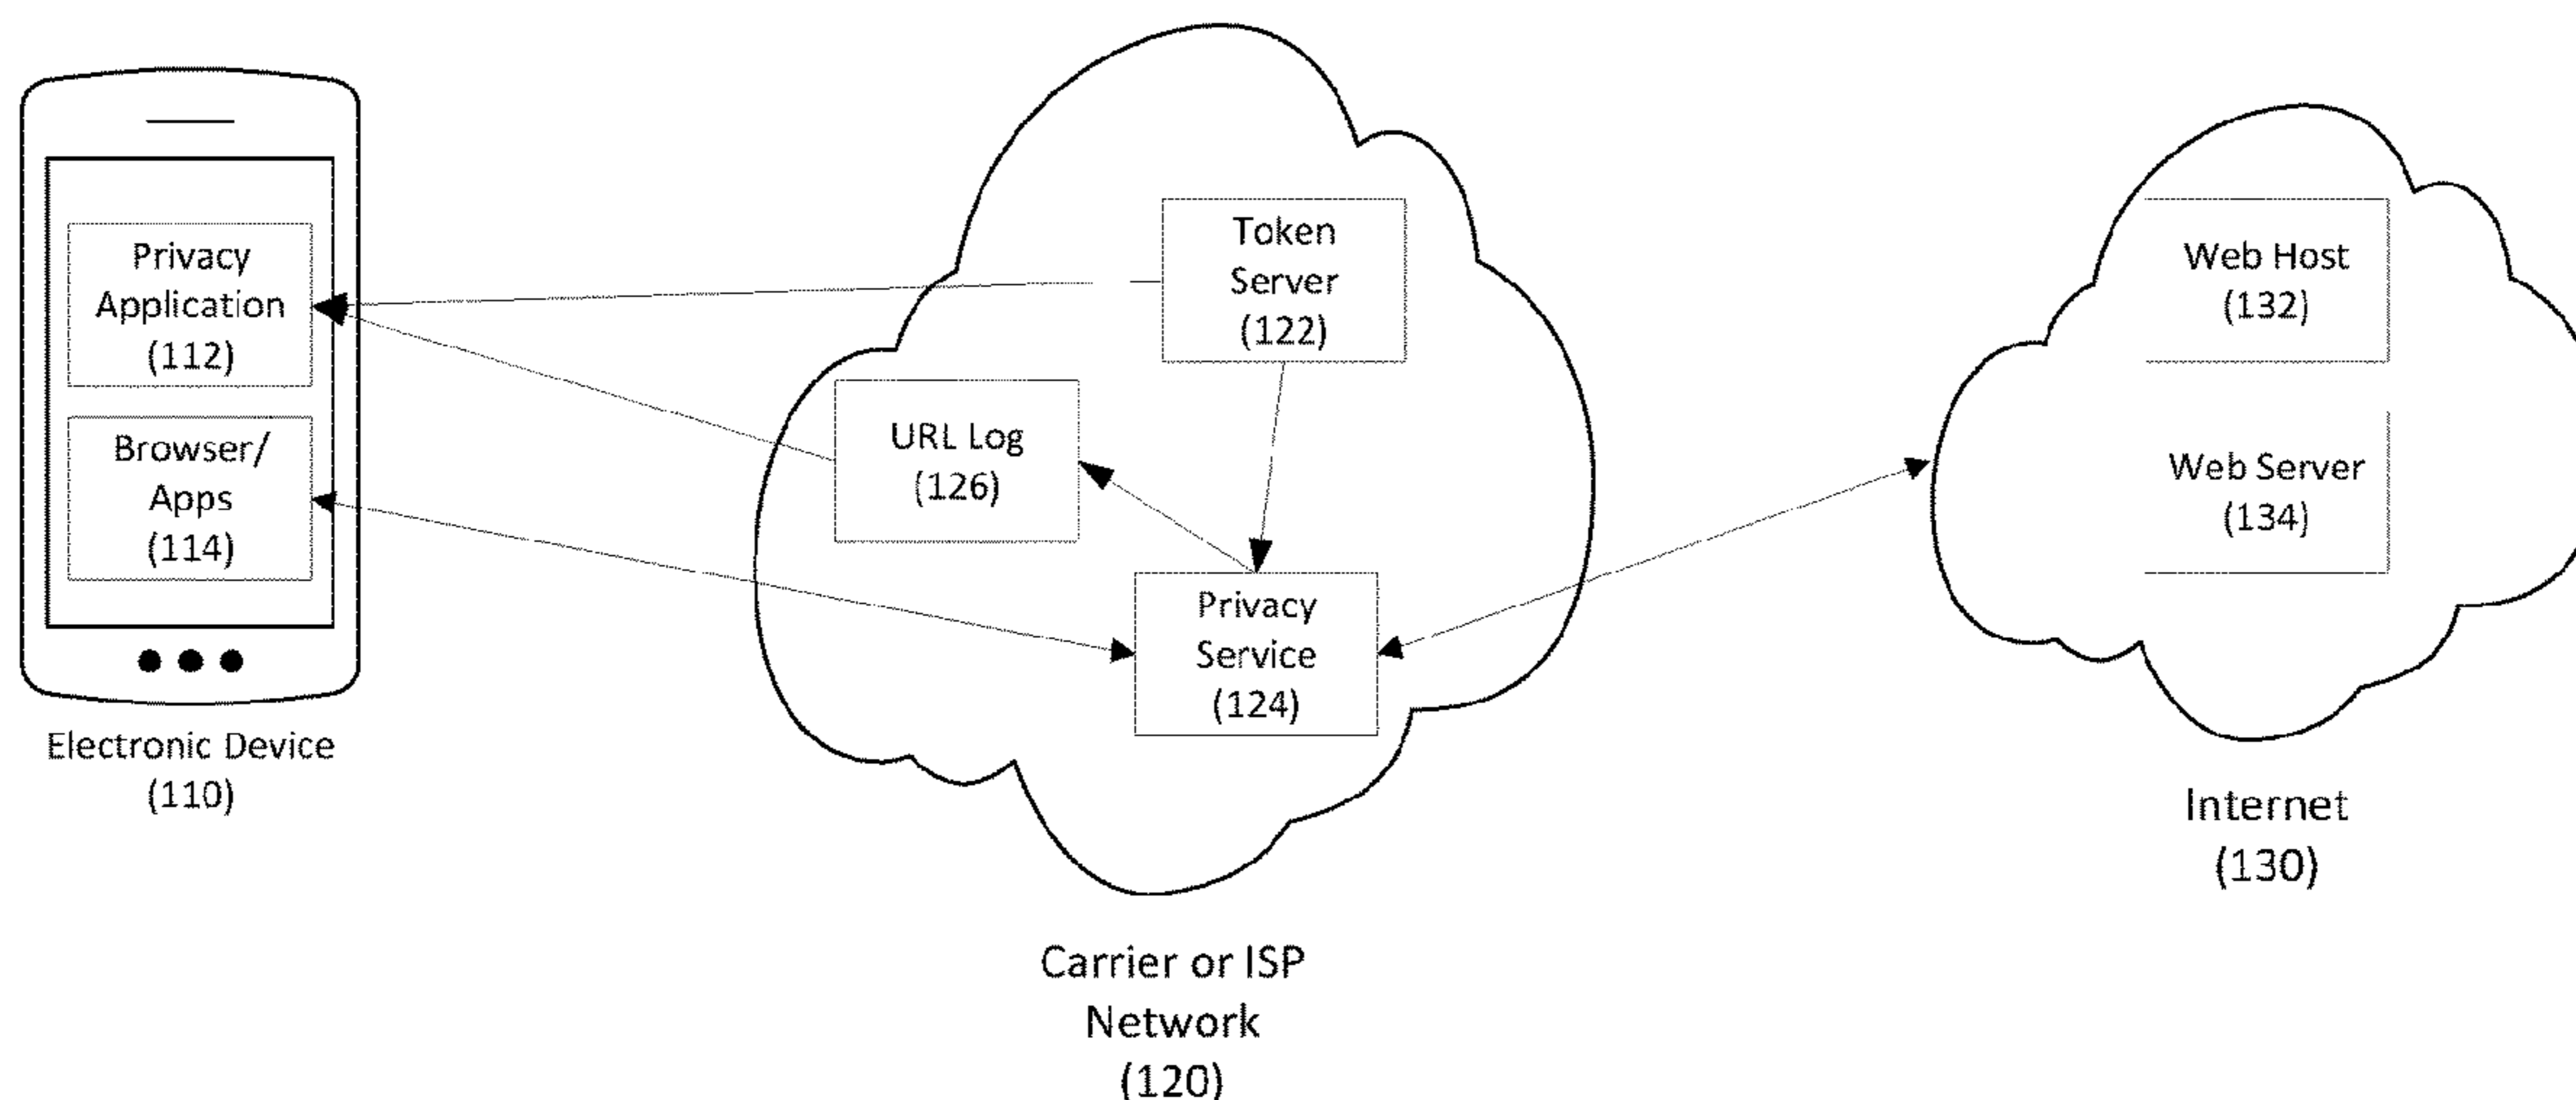 Privacy
Application
(112)
Browser/
Apps
(114)
Electronic Device
(110)
Token
Server
(122)
URL Log
(126)
Privacy
Service
(124)
Carrier or ISP
Network
(120)
Web Host
(132)
Web Server
(134)
Internet
(130)